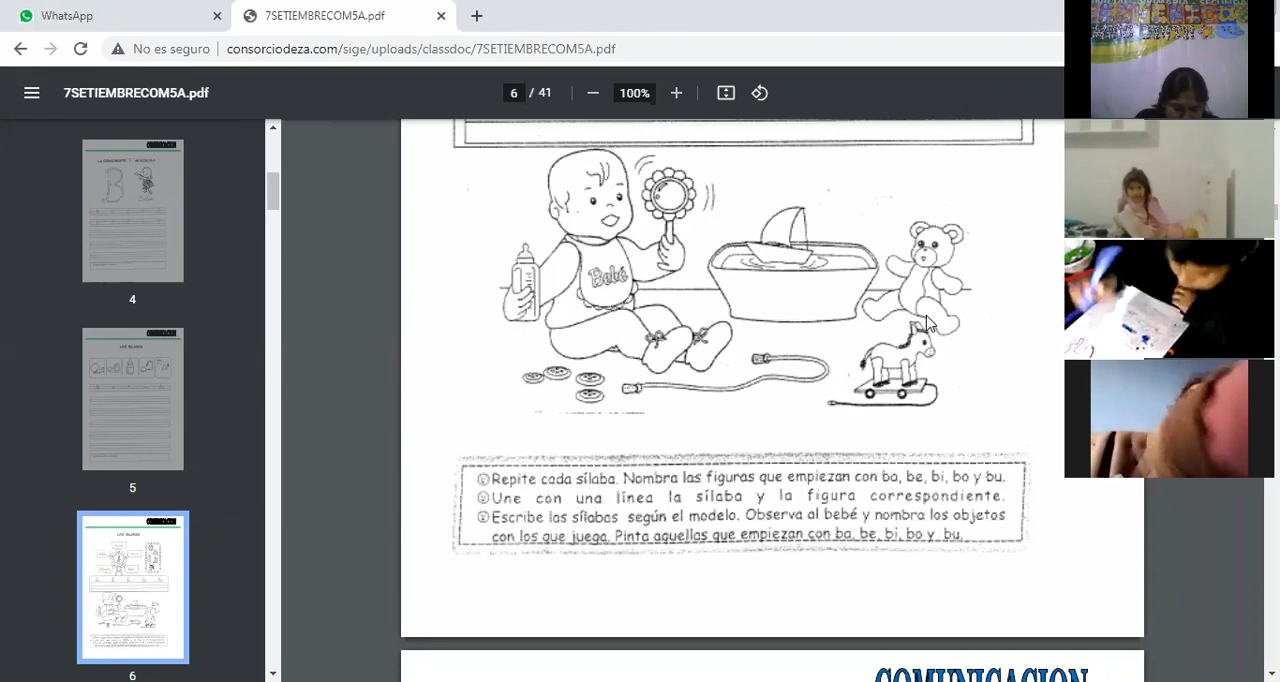 WhatsApp
7SETIEMBRECOM5A.pdf
No es seguro
consorciodeza.com/sige/uploads/classdoc/7SETIEMBRECOM5A.pdf
7SETIEMBRECOM5A.pdf
6 / 41
100%
4
5
6
Bebé
Repite cada sílaba. Nombra las figuras que empiezan con ba, be, bi, bo y bu.
Une con una línea la sílaba y la figura correspondiente.
Escribe las sílabas según el modelo. Observa al bebé y nombra los objetos
con los que juega. Pinta aquellas que empiezan con ba, be, bi, bo y bu.
COMUNICACION